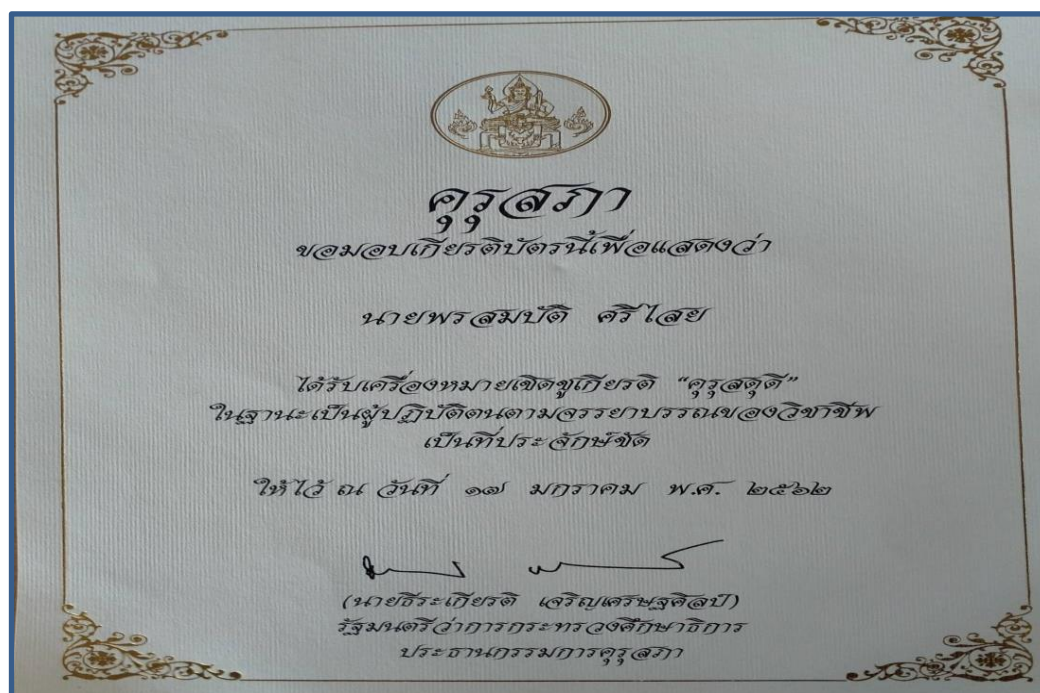 คุรุสภา
ขอมอบเกียรติบัตรนี้เพื่อแสดงว่า
นายพรสมบัติ ศรีไสย
ได้รับเครื่องหมายเชิดชูเกียรติ "คุรุสดุดี"
ในฐานะเป็นผู้ปฏิบัติตนตามจรรยาบรรณของวิชาชีพ
เป็นที่ประจักษ์ชัด
ให้ไว้ ณ วันที่ ๑๗ มกราคม พ.ศ. ๒๕๖๒
(นายธีระเกียรติ เจริญเศรษฐศิลป์)
รัฐมนตรีว่าการกระทรวงศึกษาธิการ
ประธานกรรมการคุรุสภา